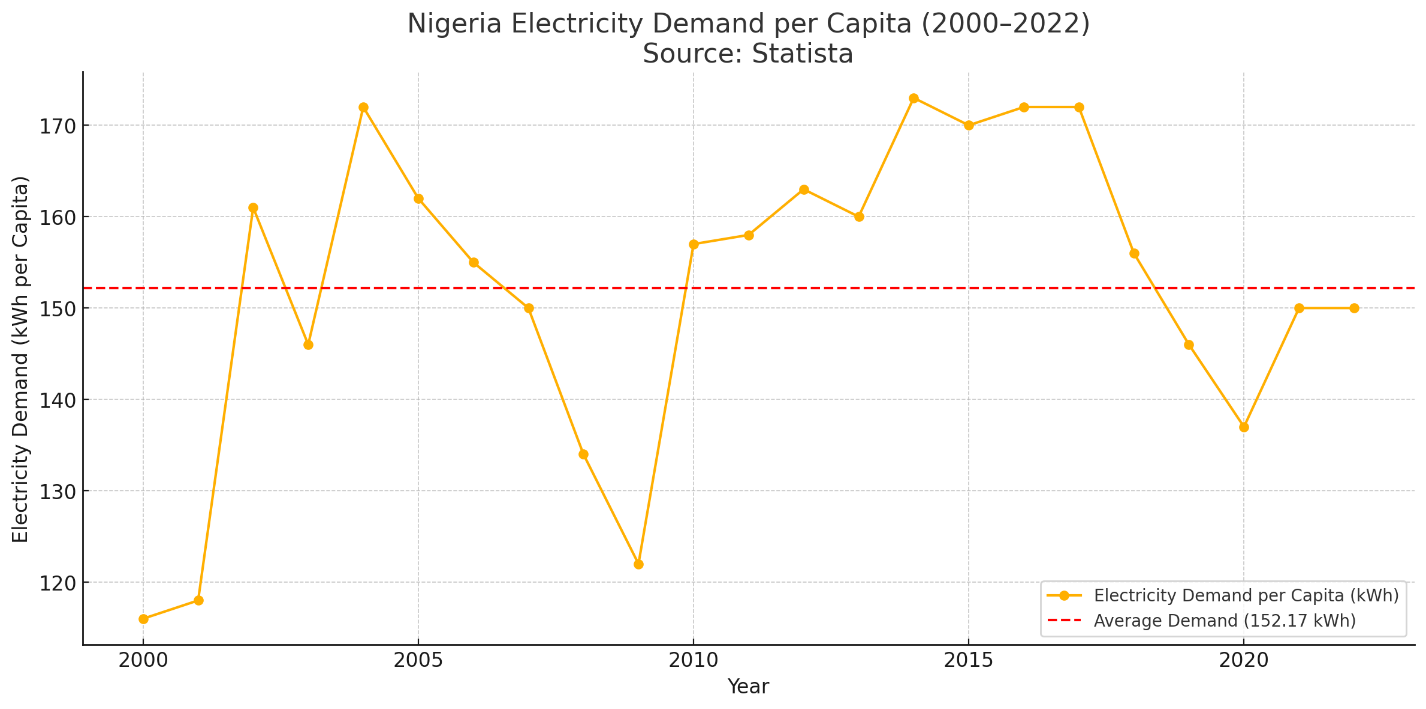 Nigeria Electricity Demand per Capita (2000–2022)
Source: Statista
Electricity Demand (kWh per Capita)
170
160
150
140
130
120
Electricity Demand per Capita (kWh)
Average Demand (152.17 kWh)
2000 2005 2010 2015 2020
Year